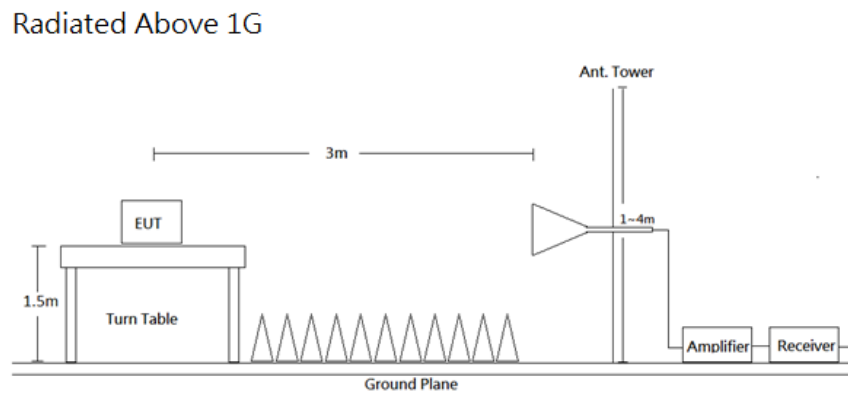 Radiated Above 1G
Ant. Tower
3m
1~4m
EUT
1.5m
Turn Table
Amplifier
Receiver
Ground Plane